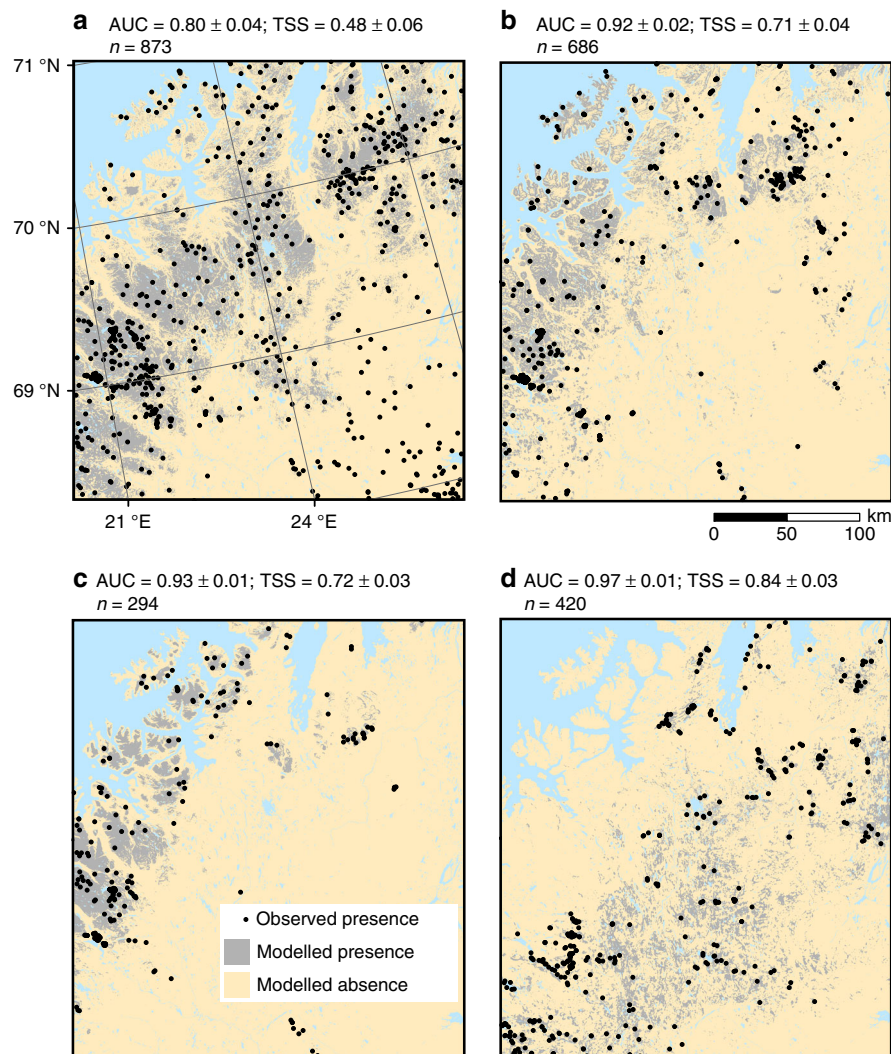 a AUC = 0.80 ± 0.04; TSS = 0.48 ± 0.06
n = 873
71 °N
70 °N
69 °N
21 °E
24 °E
b AUC = 0.92 ± 0.02; TSS = 0.71 ± 0.04
n = 686
km
0 50 100
c AUC = 0.93 ± 0.01; TSS = 0.72 ± 0.03
n = 294
Observed presence
Modelled presence
Modelled absence
d AUC = 0.97 ± 0.01; TSS = 0.84 ± 0.03
n = 420